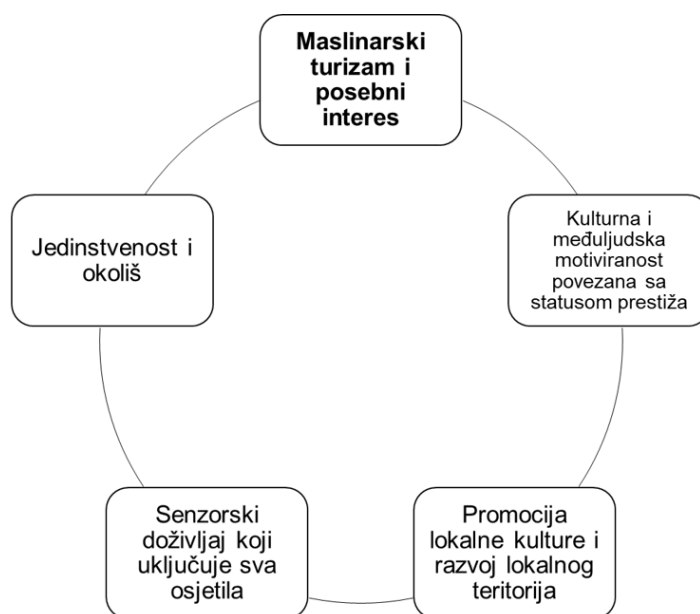 Maslinarski
turizam i
posebni
interes
Kulturna i
međuljudska
motiviranost
povezana sa
statusom prestiža
Promocija
lokalne kulture i
razvoj lokalnog
teritorija
Senzorski
doživljaj koji
uključuje sva
osjetila
Jedinstvenost i
okoliš